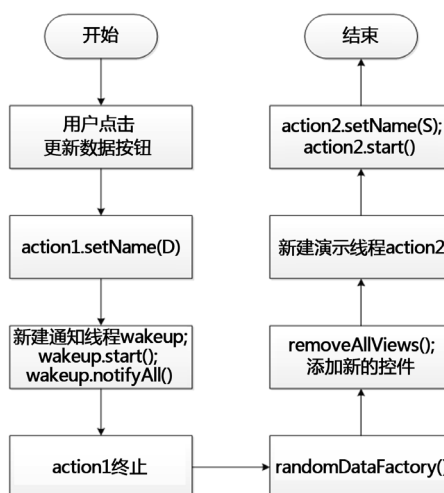 开始
用户点击
更新数据按钮
action1.setName(D)
新建通知线程wakeup;
wakeup.start();
wakeup.notifyAll()
action1终止
randomDataFactory()
removeAllViews();
添加新的控件
新建演示线程action2
action2.setName(S);
action2.start()
结束